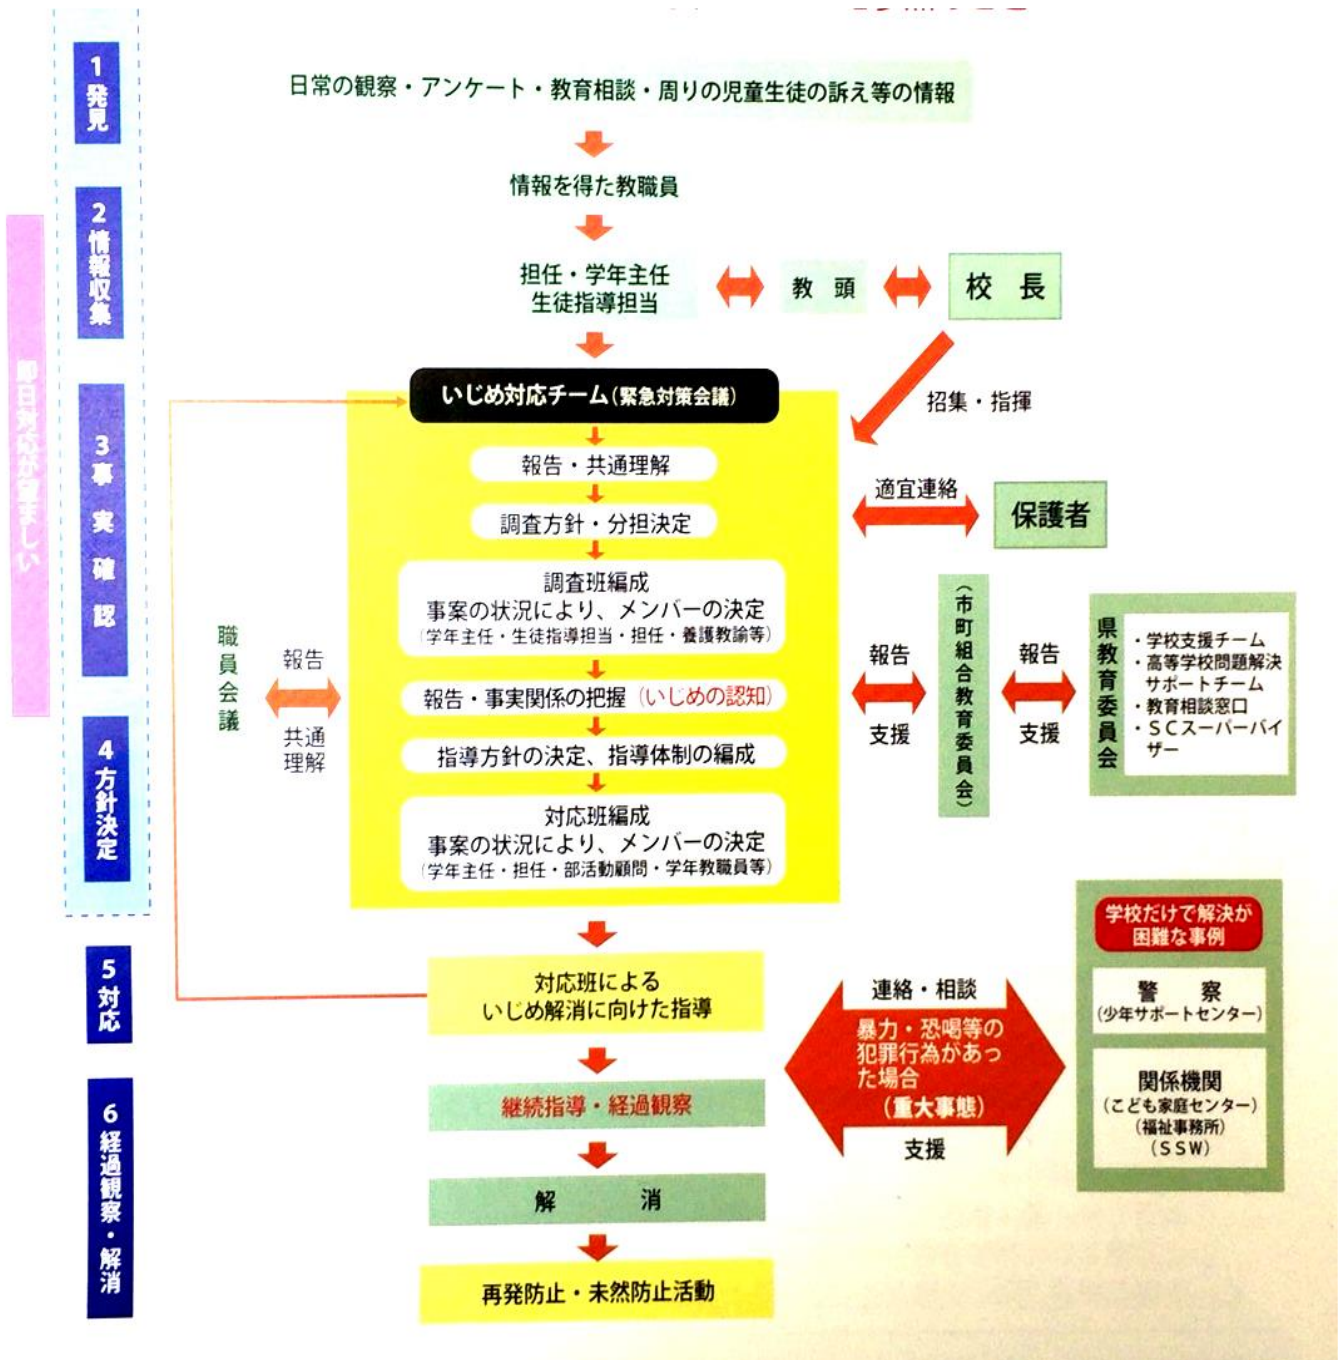 1 発見
日常の観察・アンケート・教育相談・周りの児童生徒の訴え等の情報
情報を得た教職員
2 情報収集
担任・学年主任
生徒指導担当
教　頭
校　長
招集・指揮
即日対応が望ましい
3 事実確認
いじめ対応チーム(緊急対策会議)
報告・共通理解
調査方針・分担決定
調査班編成
事案の状況により、メンバーの決定
(学年主任・生徒指導担当・担任・養護教諭等)
報告・事実関係の把握(いじめの認知)
指導方針の決定、指導体制の編成
対応班編成
事案の状況により、メンバーの決定
(学年主任・担任・部活動顧問・学年教職員等)
職員会議
報告
共通
理解
適宜連絡
保護者
報告
支援
(市町組合教育委員会)
報告
支援
県教育委員会
・学校支援チーム
・高等学校問題解決
サポートチーム
・教育相談窓口
・SCスーパーバイ
ザー
4 方針決定
5 対応
対応班による
いじめ解消に向けた指導
連絡・相談
暴力・恐喝等の
犯罪行為があっ
た場合
(重大事態)
支援
学校だけで解決が
困難な事例
警　察
(少年サポートセンター)
関係機関
(こども家庭センター)
(福祉事務所)
(SSW)
6 経過観察・解消
継続指導・経過観察
解　消
再発防止・未然防止活動